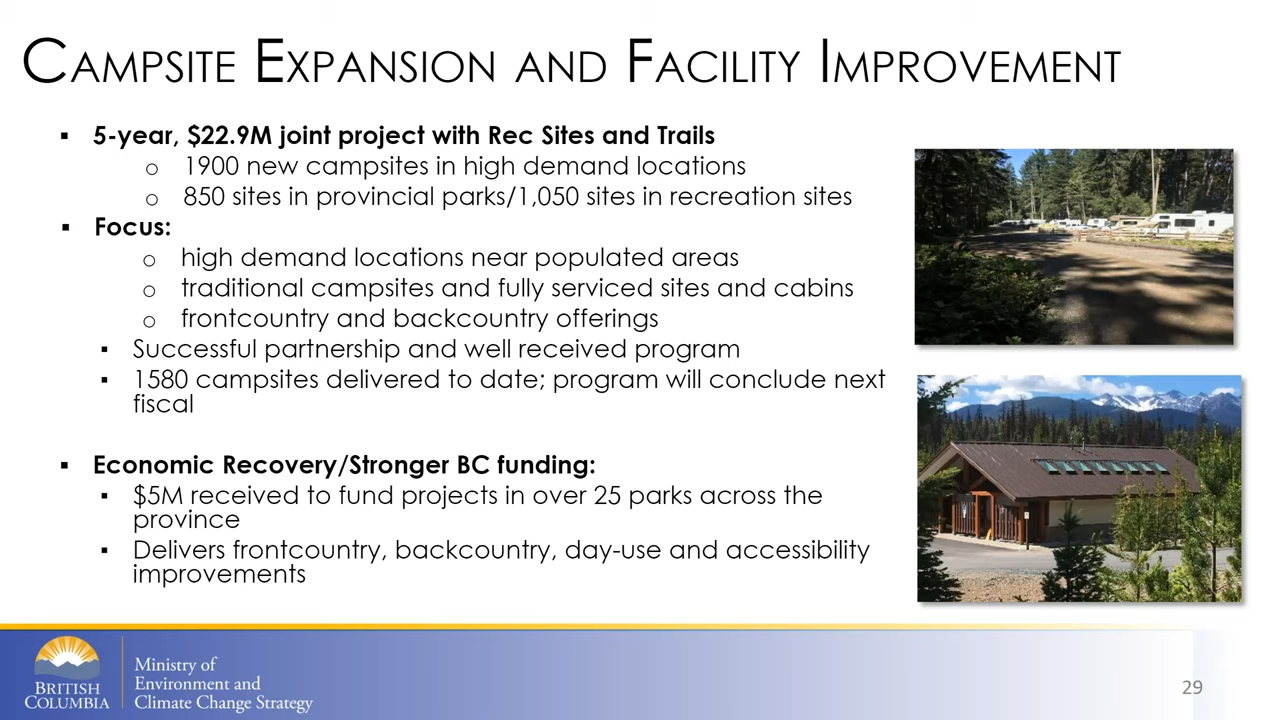 CAMPSITE EXPANSION AND FACILITY IMPROVEMENT
▪ 5-year, $22.9M joint project with Rec Sites and Trails
o 1900 new campsites in high demand locations
o 850 sites in provincial parks/1,050 sites in recreation sites
▪ Focus:
o high demand locations near populated areas
o traditional campsites and fully serviced sites and cabins
o frontcountry and backcountry offerings
▪ Successful partnership and well received program
▪ 1580 campsites delivered to date; program will conclude next
fiscal
▪ Economic Recovery/Stronger BC funding:
▪ $5M received to fund projects in over 25 parks across the
province
▪ Delivers frontcountry, backcountry, day-use and accessibility
improvements
BRITISH
COLUMBIA
Ministry of
Environment and
Climate Change Strategy
29